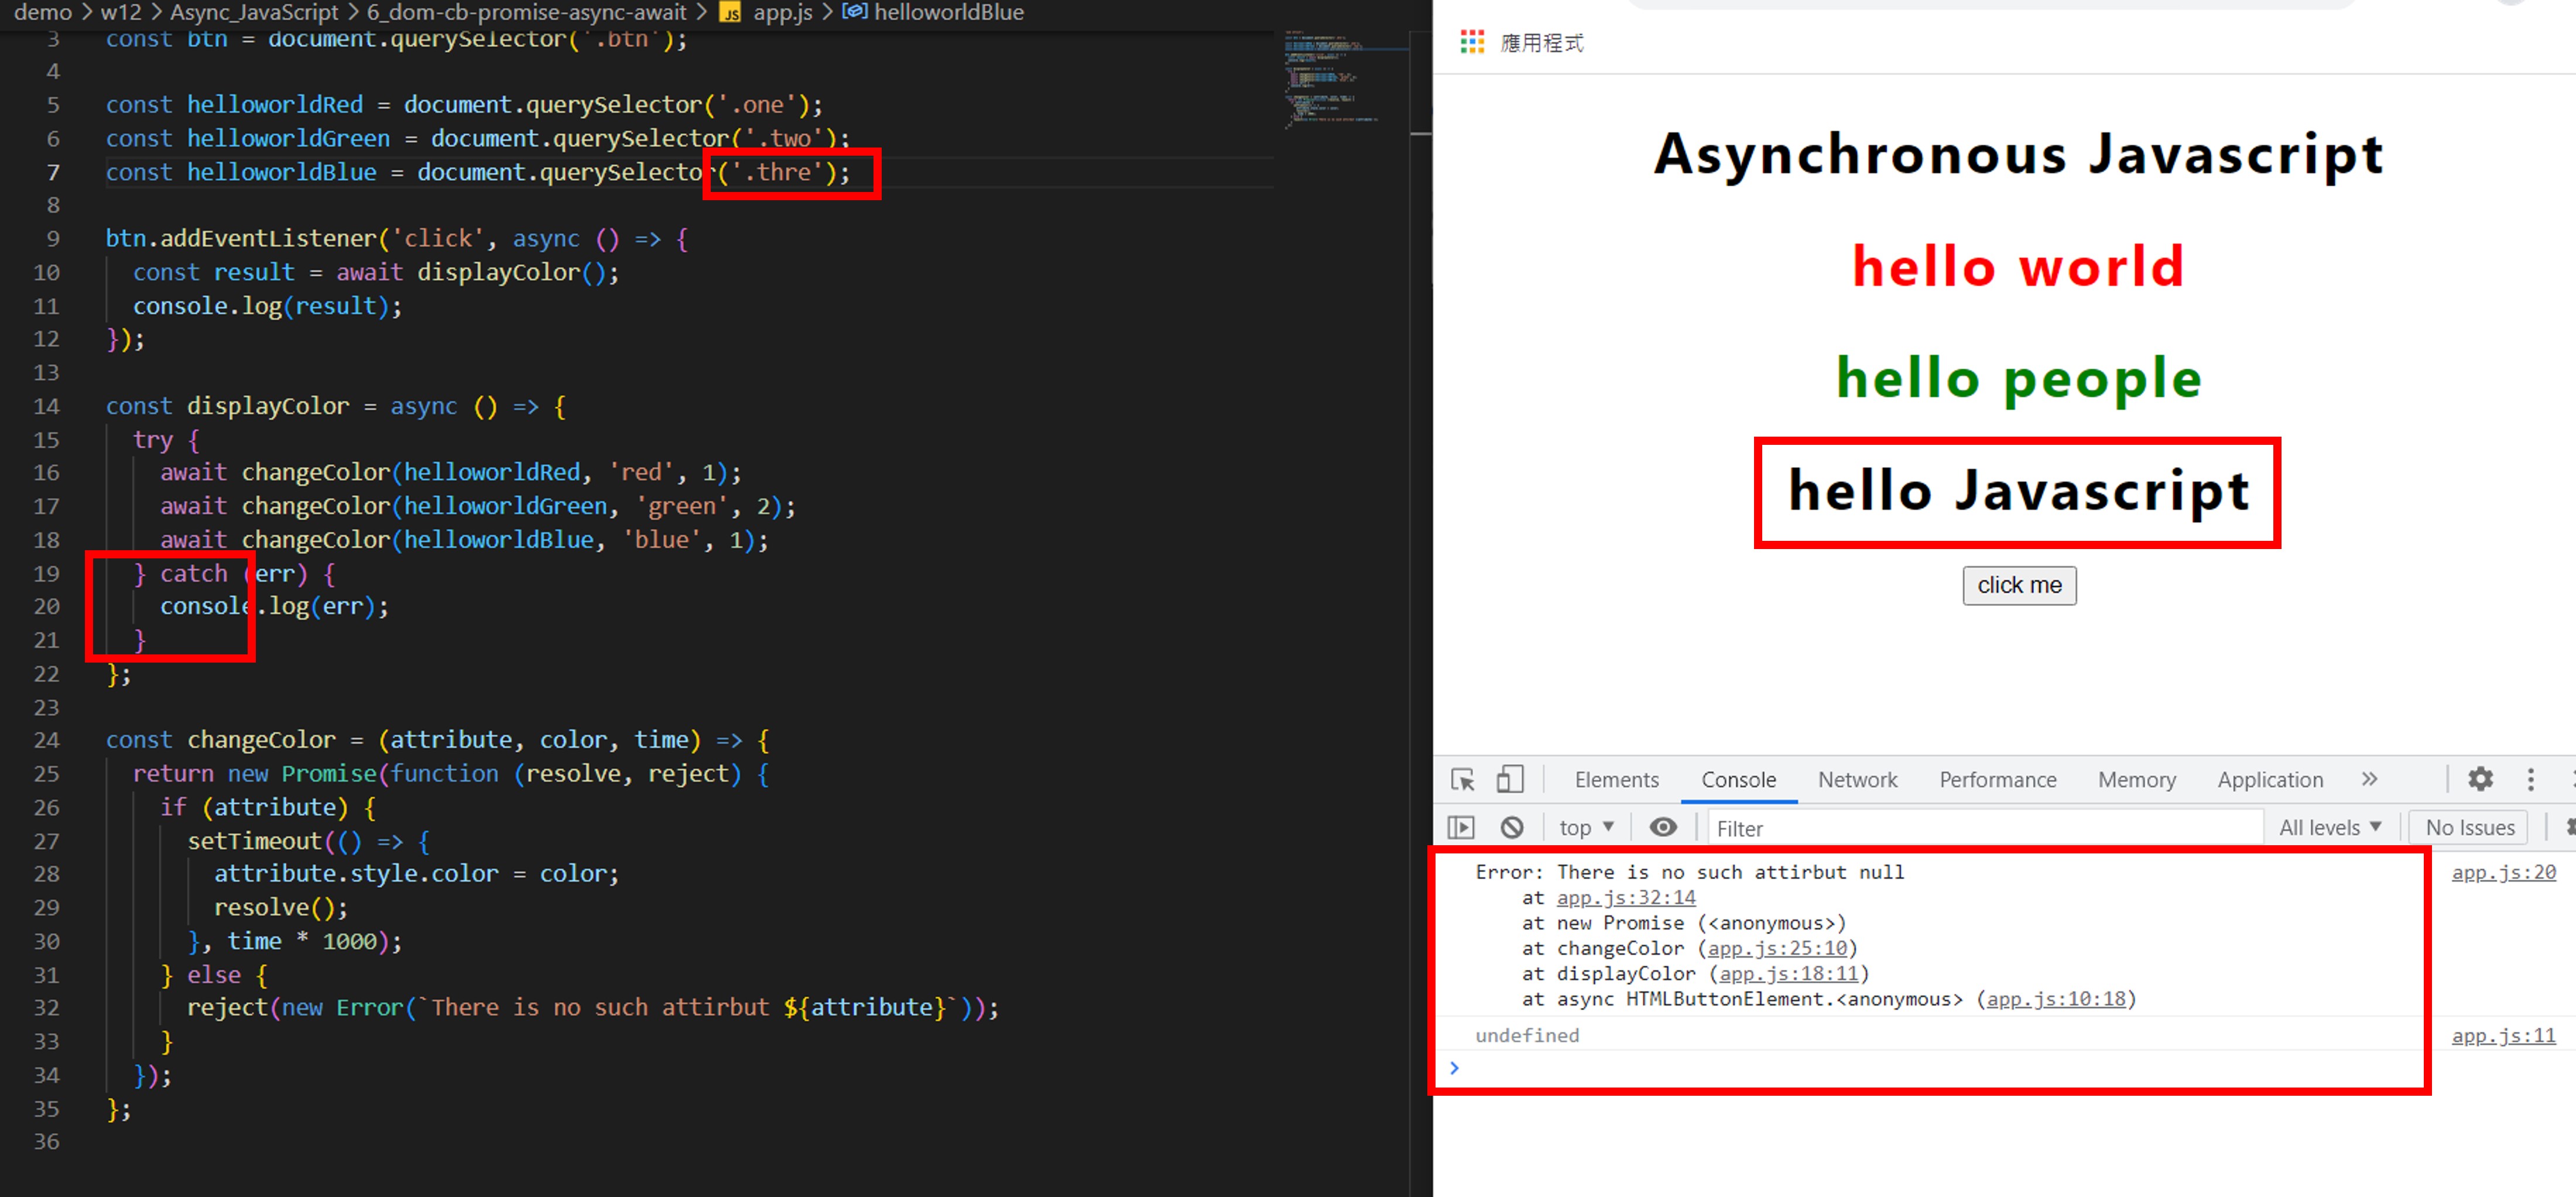 demo > w12 > Async_JavaScript > 6_dom-cb-promise-async-await > JS app.js > helloworldBlue
3 const btn = document.querySelector('.btn');
4
5 const helloworldRed = document.querySelector('.one');
6 const helloworldGreen = document.querySelector('.two');
7 const helloworldBlue = document.querySelector('.thre');
8
9 btn.addEventListener('click', async () => {
10 const result = await displayColor();
11 console.log(result);
12 });
13
14 const displayColor = async () => {
15 try {
16 await changeColor(helloworldRed, 'red', 1);
17 await changeColor(helloworldGreen, 'green', 2);
18 await changeColor(helloworldBlue, 'blue', 1);
19 } catch (err) {
20 console.log(err);
21 }
22 };
23
24 const changeColor = (attribute, color, time) => {
25 return new Promise(function (resolve, reject) {
26 if (attribute) {
27 setTimeout(() => {
28 attribute.style.color = color;
29 resolve();
30 }, time * 1000);
31 } else {
32 reject(new Error(`There is no such attirbut ${attribute}`));
33 }
34 });
35 };
36
應用程式
Asynchronous Javascript
hello world
hello people
hello Javascript
click me
Elements Console Network Performance Memory Application »
top ▼ Filter All levels ▼ No Issues
Error: There is no such attirbut null app.js:20
at app.js:32:14
at new Promise (<anonymous>)
at changeColor (app.js:25:10)
at displayColor (app.js:18:11)
at async HTMLButtonElement.<anonymous> (app.js:10:18)
undefined app.js:11
>